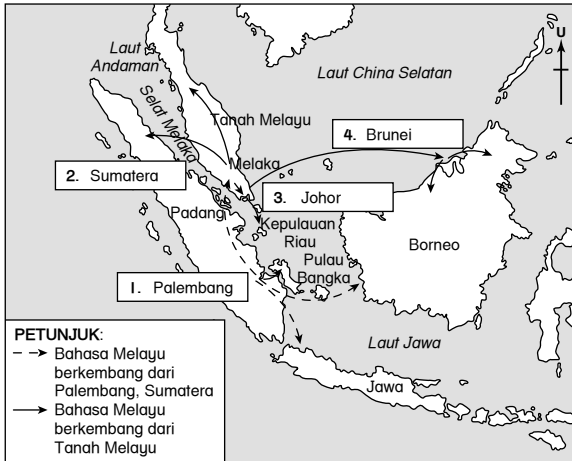 Laut
Andaman
Laut China Selatan
U
Selat Melaka
Tanah Melayu
4. Brunei
2. Sumatera
Melaka
3. Johor
Padang
Kepulauan
Riau
Borneo
Pulau
Bangka
1. Palembang
Laut Jawa
Jawa
PETUNJUK:
Bahasa Melayu
berkembang dari
Palembang, Sumatera
Bahasa Melayu
berkembang dari
Tanah Melayu